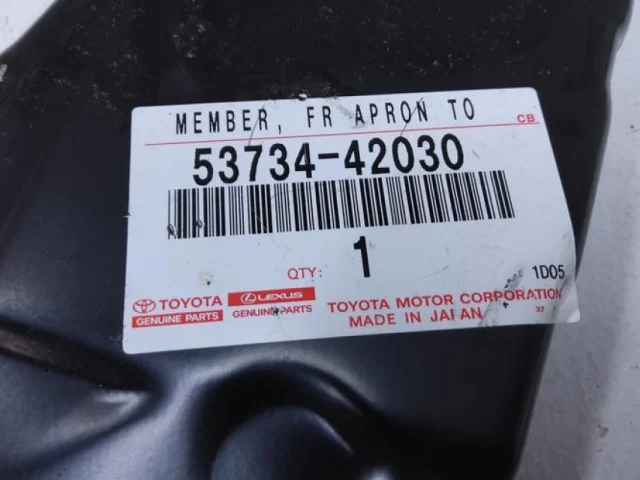 MEMBER, FR APRON TO
CB
53734-42030
QTY: 1
1D05
TOYOTA
GENUINE PARTS
LEXUS
GENUINE PARTS
TOYOTA MOTOR CORPORATION
MADE IN JAPAN
37